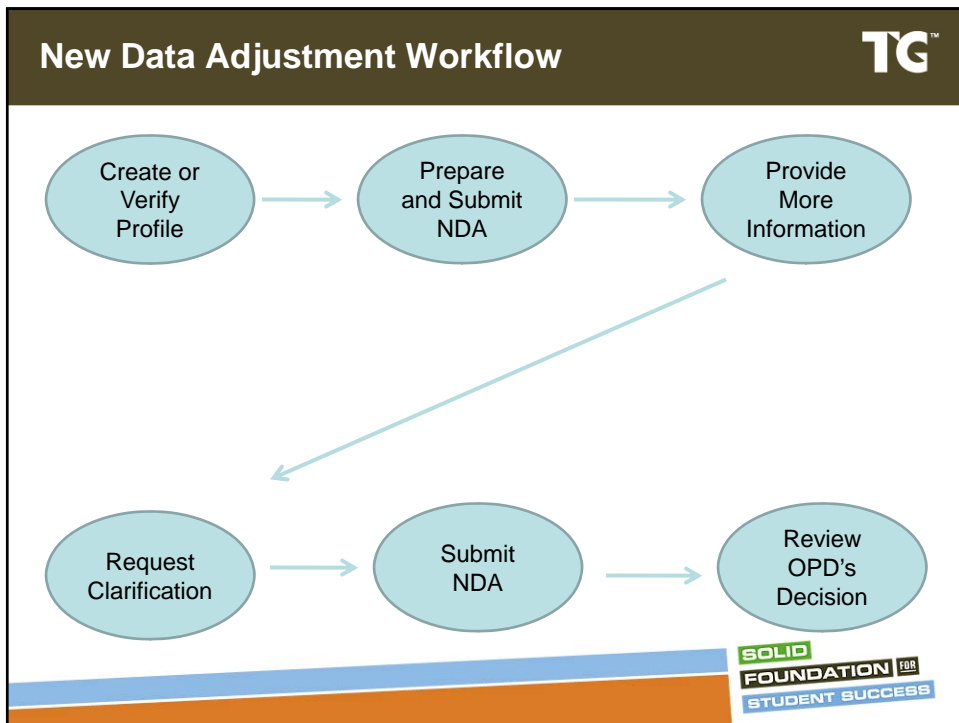 New Data Adjustment Workflow
TG™
Create or
Verify
Profile
Prepare
and Submit
NDA
Provide
More
Information
Request
Clarification
Submit
NDA
Review
OPD's
Decision
SOLID
FOUNDATION FOR
STUDENT SUCCESS